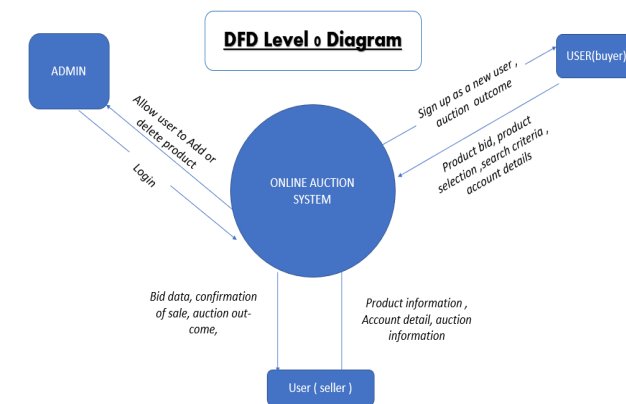 DFD Level 0 Diagram
ADMIN
USER(buyer)
Allow user to Add or
delete product
Login
Sign up as a new user ,
auction outcome
Product bid, product
selection ,search criteria ,
account details
ONLINE AUCTION
SYSTEM
Bid data, confirmation
of sale, auction out-
come,
Product information ,
Account detail, auction
information
User ( seller )